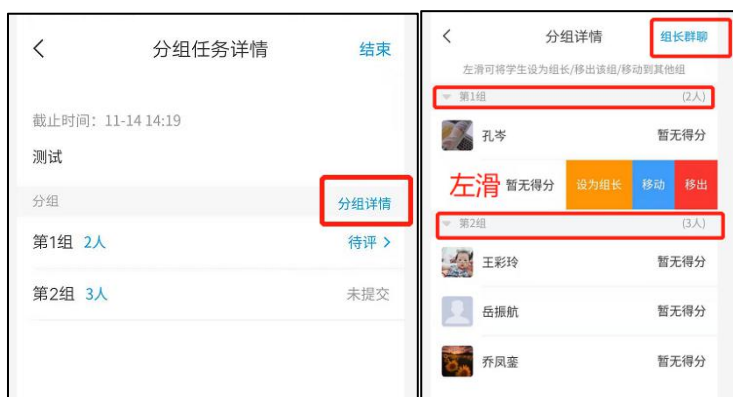 分组任务详情
结束
截止时间：11-14 14:19
测试
分组
分组详情
第1组 2人
待评
第2组 3人
未提交
分组详情
组长群聊
左滑可将学生设为组长/移出该组/移动到其他组
第1组
(2人)
孔岑
暂无得分
左滑 暂无得分
设为组长
移动
移出
第2组
(3人)
王彩玲
暂无得分
岳振航
暂无得分
乔凤銮
暂无得分